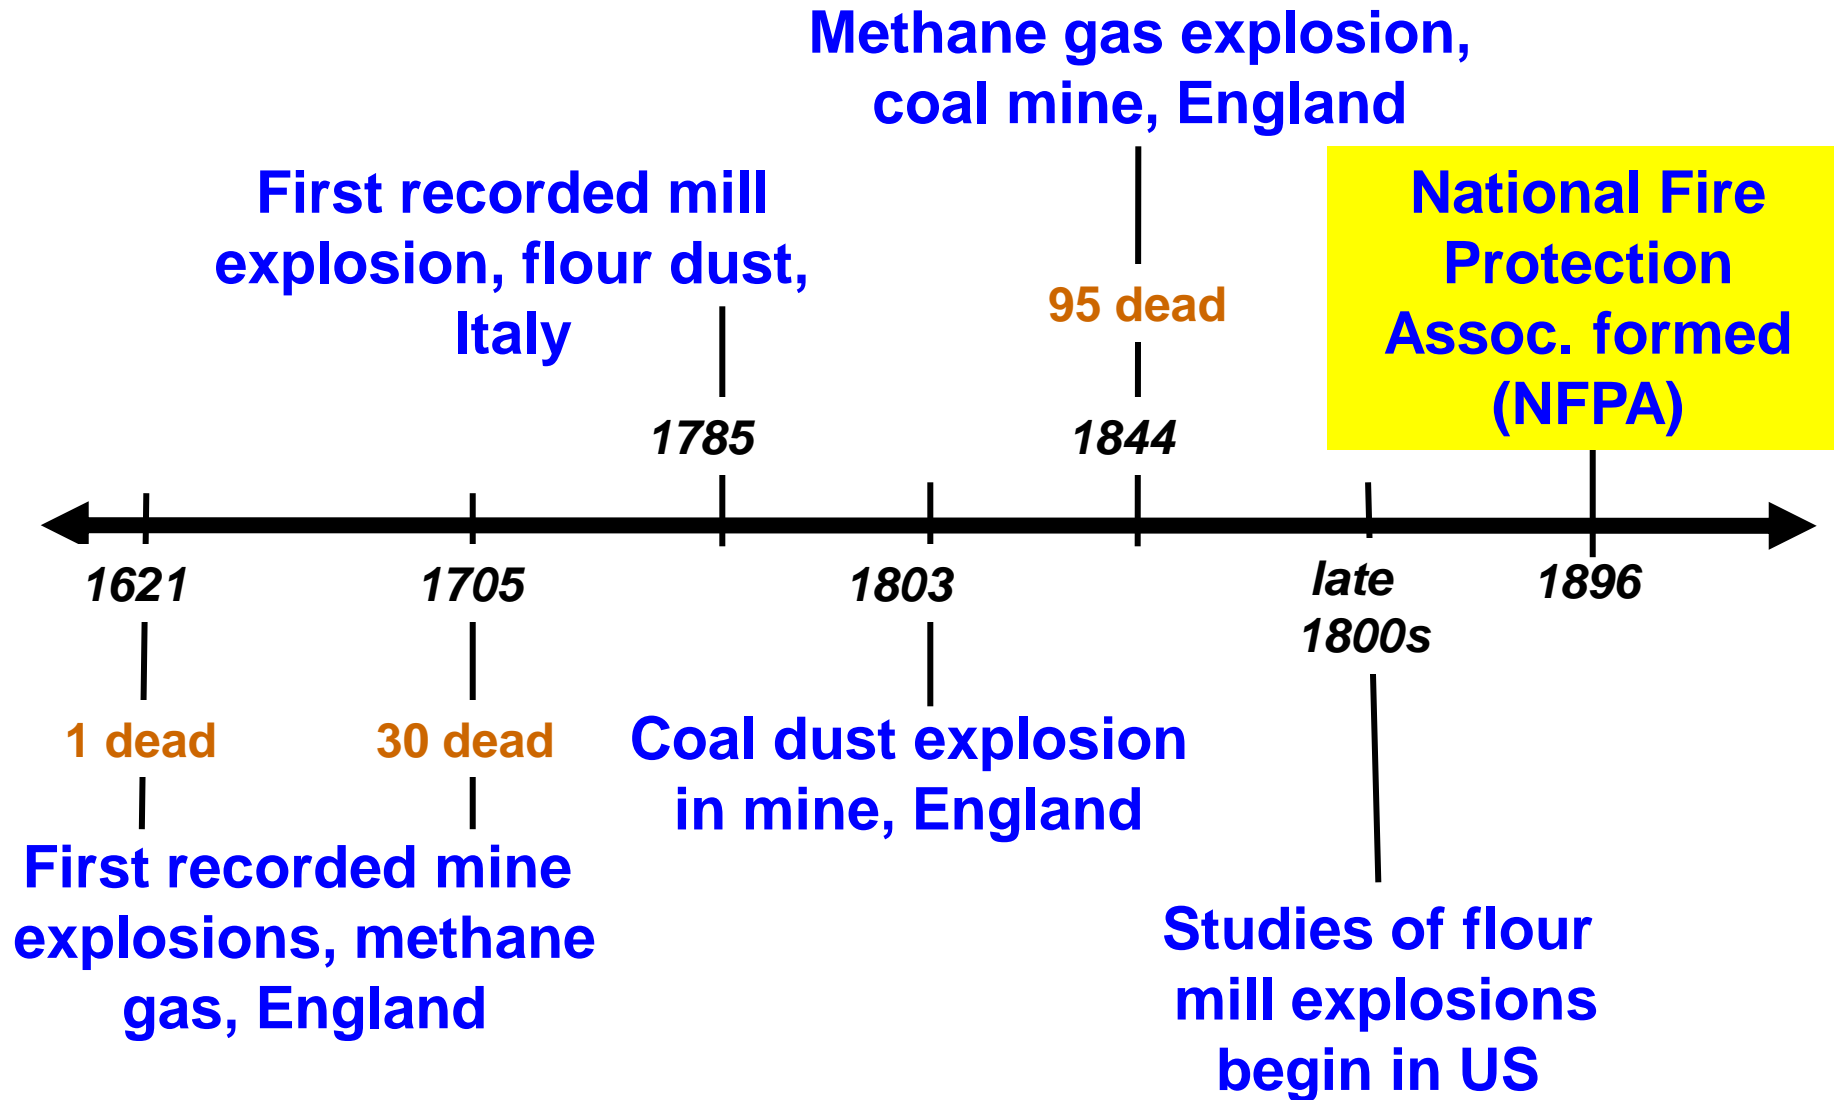 Methane gas explosion,
coal mine, England
First recorded mill
explosion, flour dust,
Italy
95 dead
National Fire
Protection
Assoc. formed
(NFPA)
1785
1844
1621
1705
1803
late
1800s
1896
1 dead
30 dead
Coal dust explosion
in mine, England
First recorded mine
explosions, methane
gas, England
Studies of flour
mill explosions
begin in US